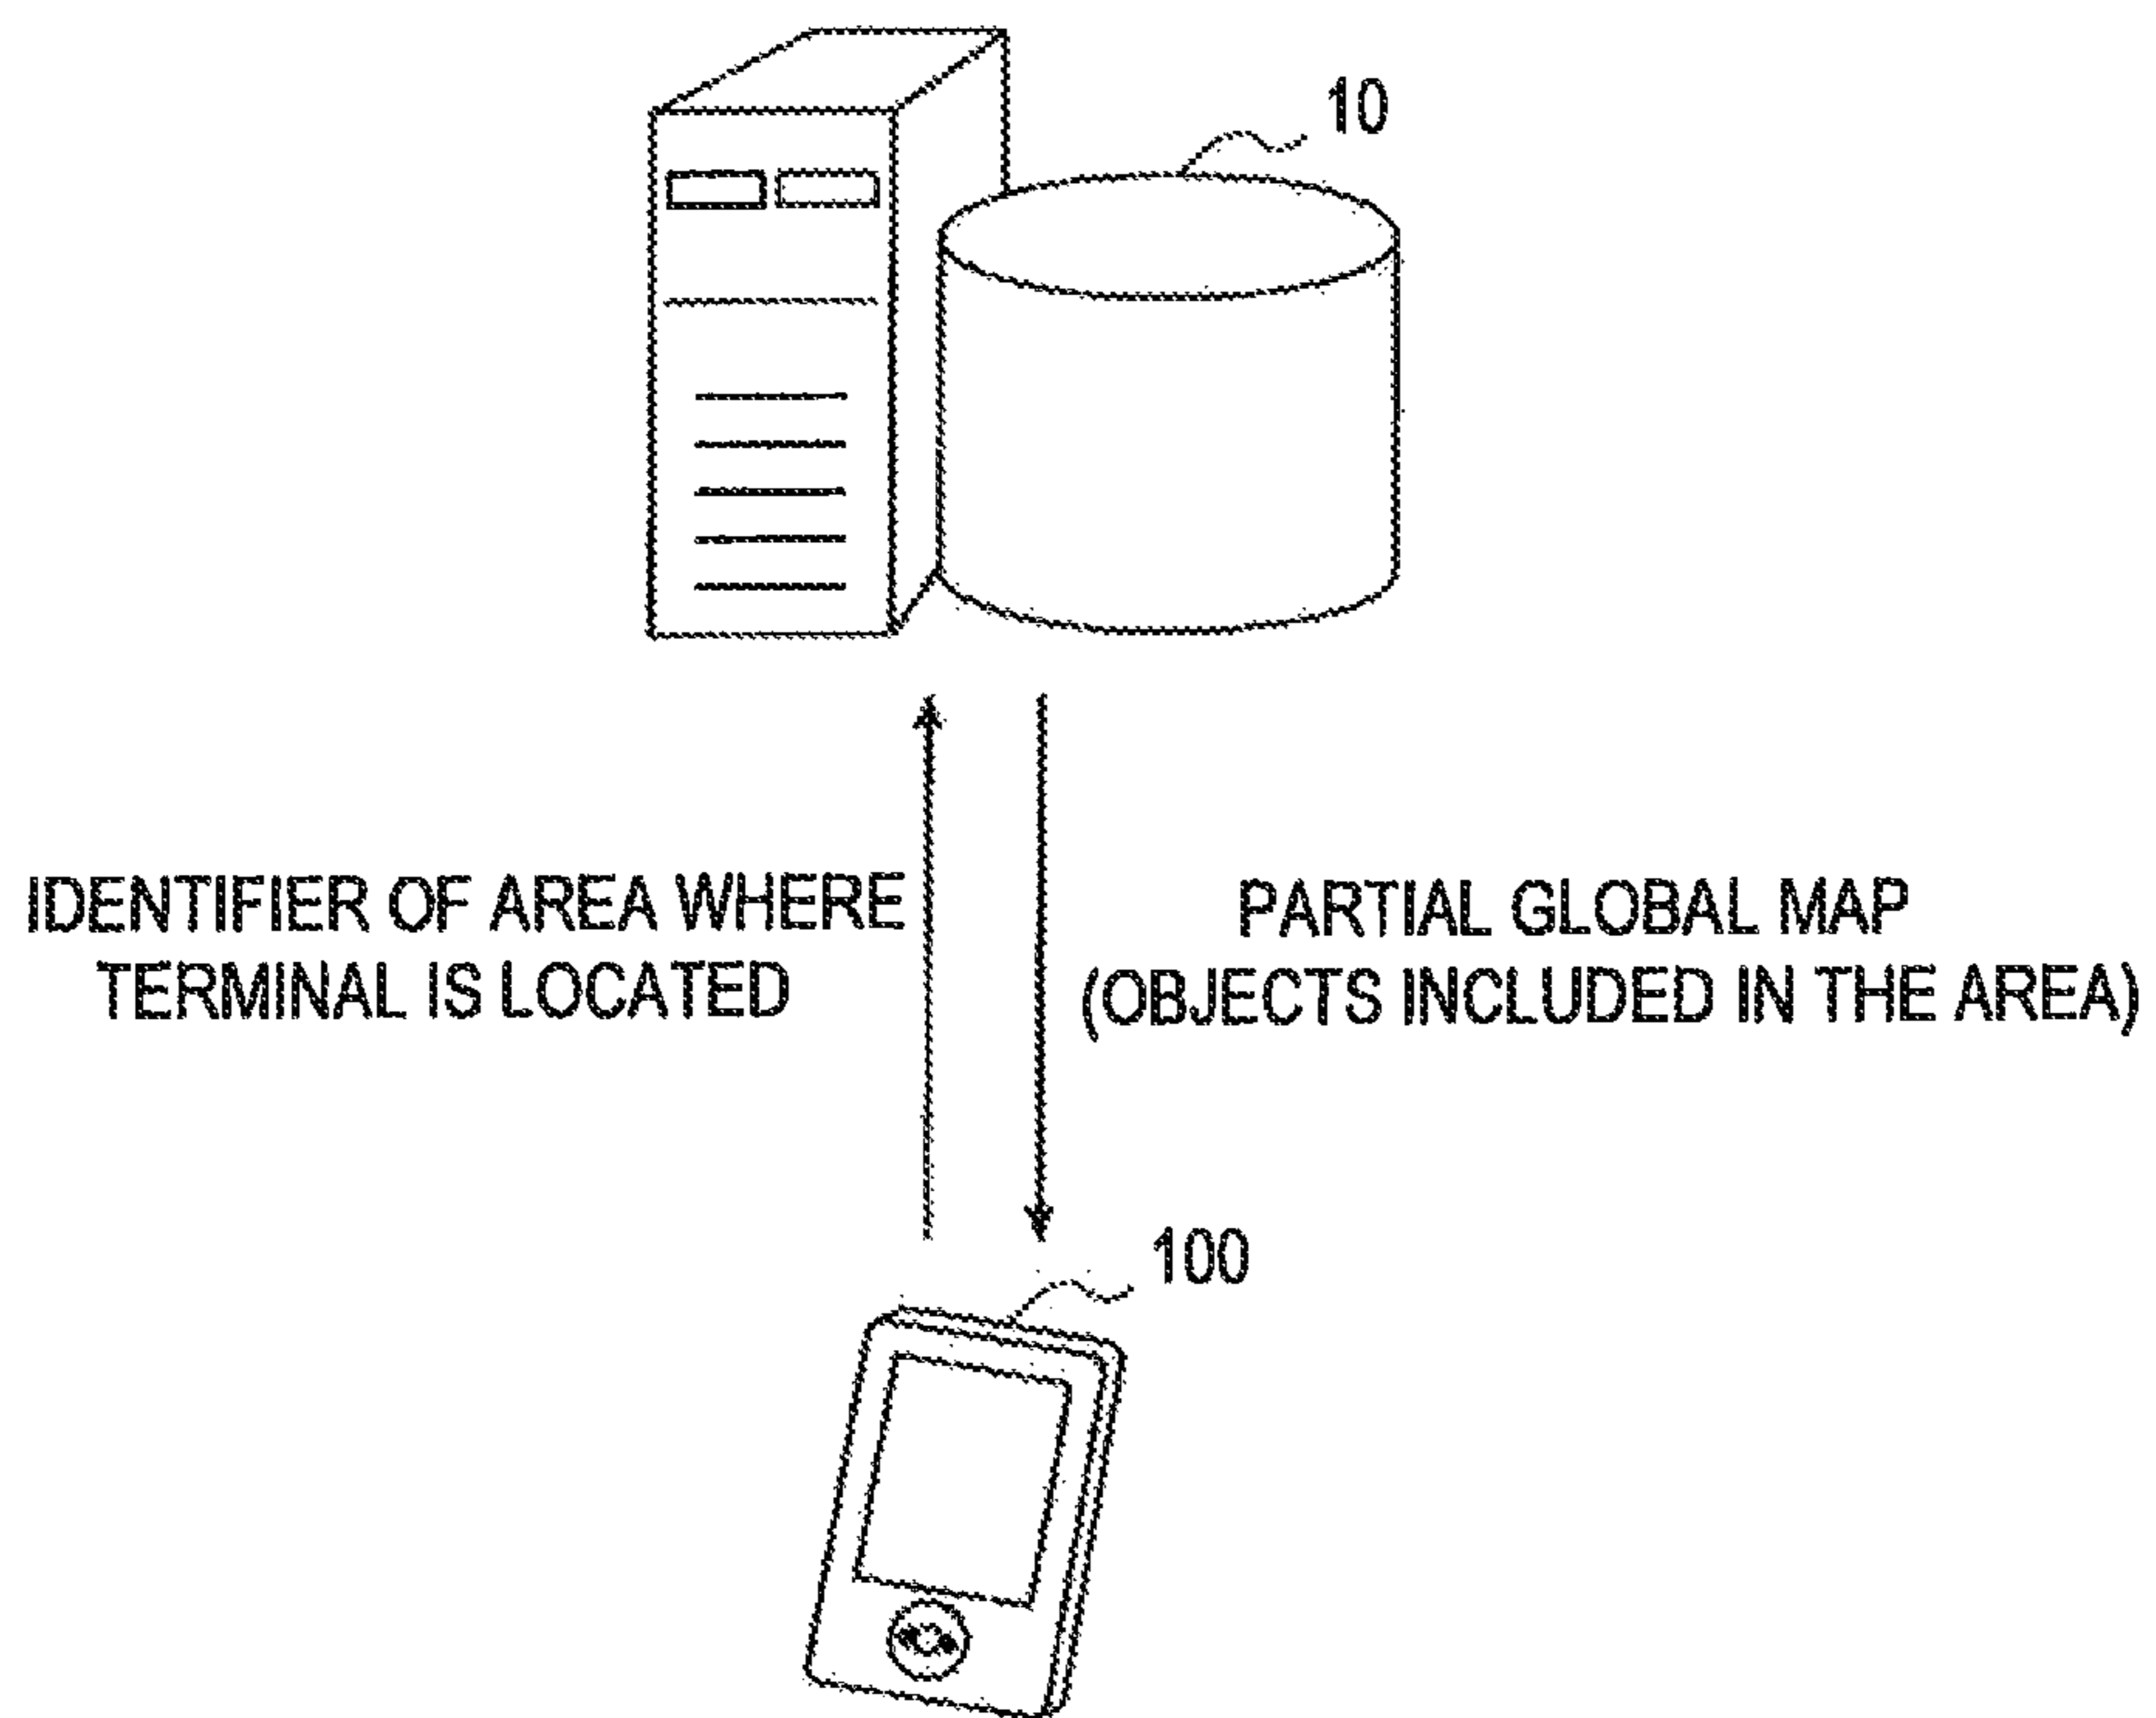 10
IDENTIFIER OF AREA WHERE
TERMINAL IS LOCATED
PARTIAL GLOBAL MAP
(OBJECTS INCLUDED IN THE AREA)
100